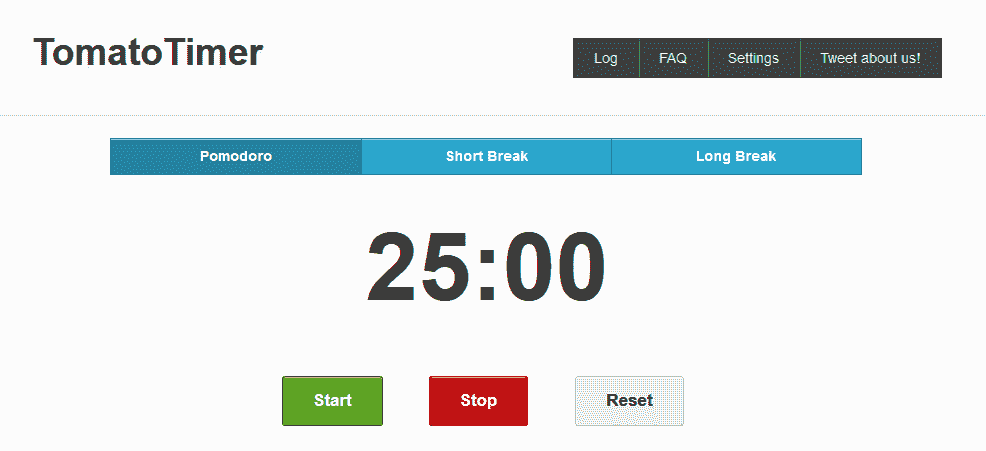 TomatoTimer
Log FAQ Settings Tweet about us!
Pomodoro Short Break Long Break
25:00
Start Stop Reset